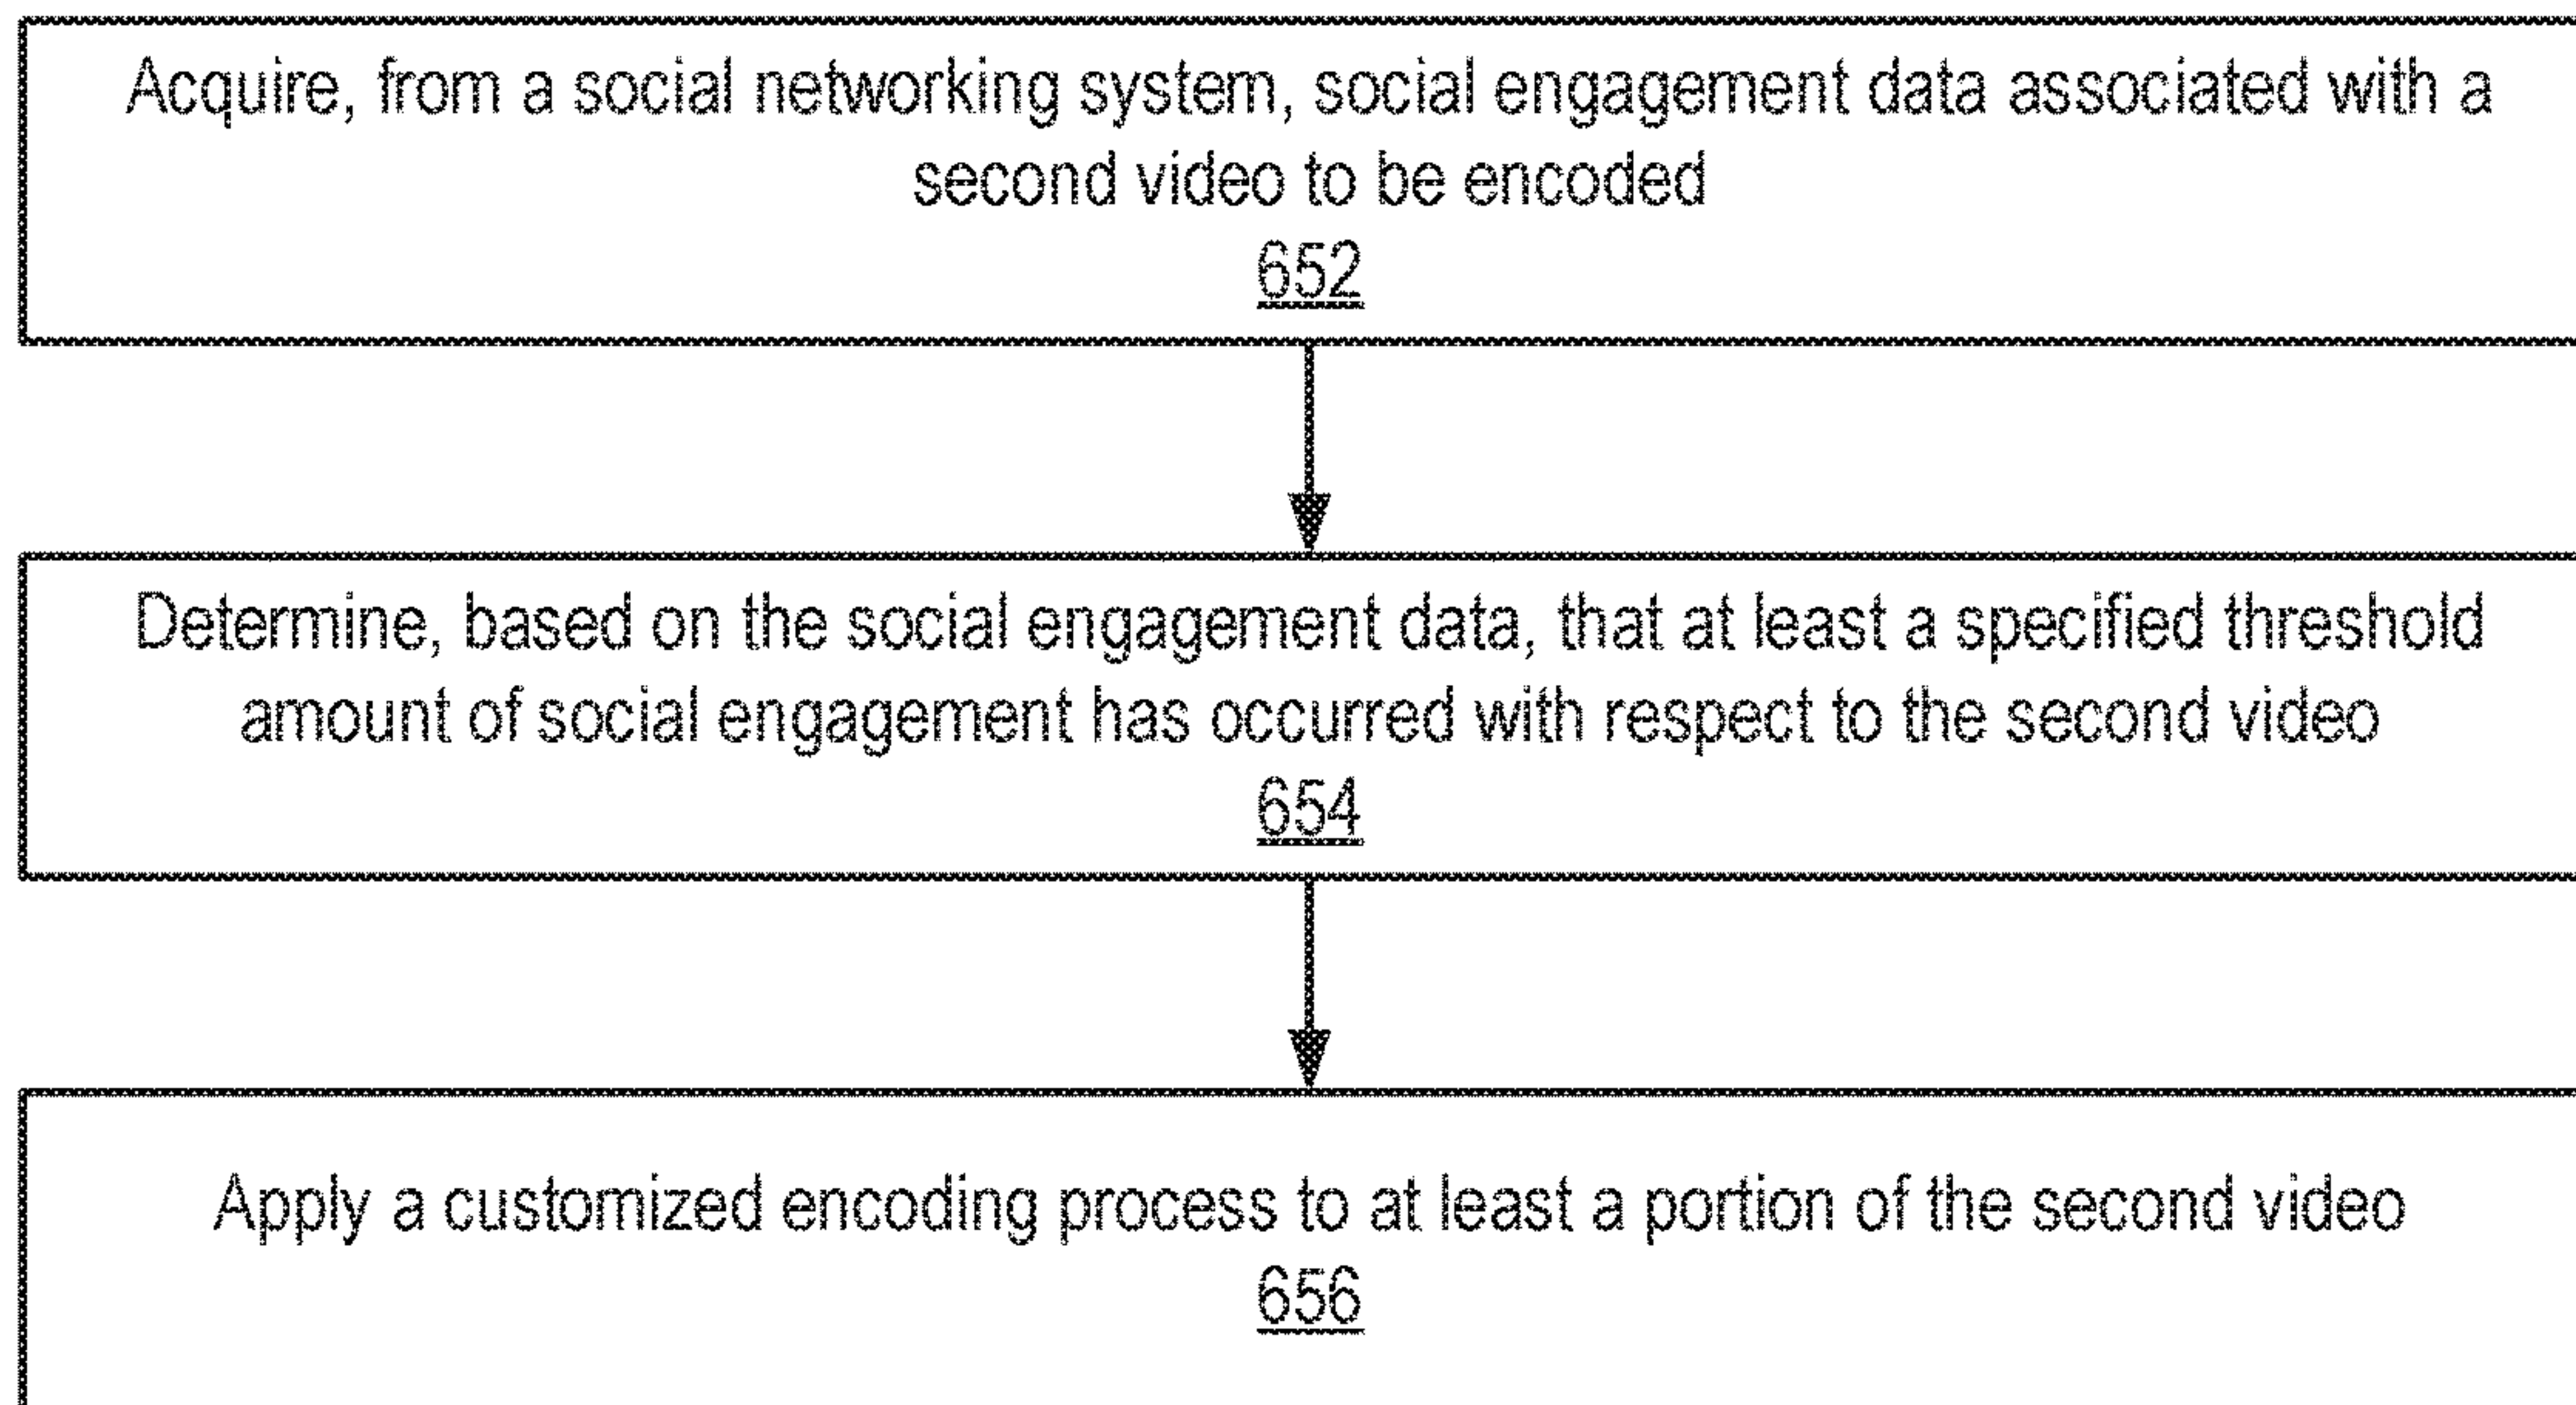 Acquire, from a social networking system, social engagement data associated with a
second video to be encoded
652
Determine, based on the social engagement data, that at least a specified threshold
amount of social engagement has occurred with respect to the second video
654
Apply a customized encoding process to at least a portion of the second video
656